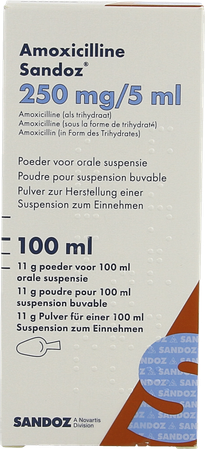 Amoxicilline
Sandoz®
250 mg/5 ml
Amoxicilline (als trihydraat)
Amoxicilline (sous la forme de trihydraté)
Amoxicillin (in Form des Trihydrates)
Poeder voor orale suspensie
Poudre pour suspension buvable
Pulver zur Herstellung einer
Suspension zum Einnehmen
100 ml
11 g poeder voor 100 ml
orale suspensie
11 g poudre pour 100 ml
suspension buvable
11 g Pulver für einer 100 ml
Suspension zum Einnehmen
SANDOZ A Novartis
Division
SANDOZ
SANDOZ
SANDOZ